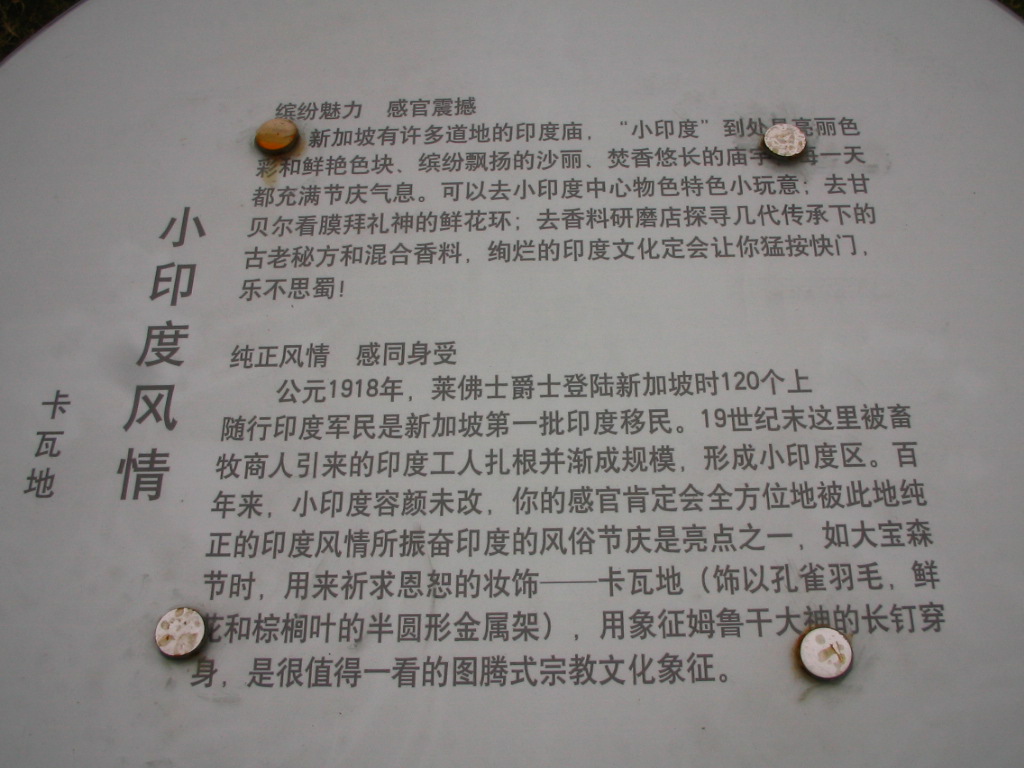 小印度风情
卡瓦地
缤纷魅力 感官震撼
新加坡有许多道地的印度庙，“小印度”到处是亮丽色
彩和鲜艳色块、缤纷飘扬的沙丽、焚香悠长的庙宇 每一天
都充满节庆气息。可以去小印度中心物色特色小玩意；去甘
贝尔看膜拜礼神的鲜花环；去香料研磨店探寻几代传承下的
古老秘方和混合香料，绚烂的印度文化定会让你猛按快门，
乐不思蜀！
纯正风情 感同身受
公元1918年，莱佛士爵士登陆新加坡时120个上
随行印度军民是新加坡第一批印度移民。19世纪末这里被畜
牧商人引来的印度工人扎根并渐成规模，形成小印度区。百
年来，小印度容颜未改，你的感官肯定会全方位地被此地纯
正的印度风情所振奋印度的风俗节庆是亮点之一，如大宝森
节时，用来祈求恩恕的妆饰——卡瓦地（饰以孔雀羽毛，鲜
花和棕榈叶的半圆形金属架），用象征姆鲁干大神的长钉穿
身，是很值得一看的图腾式宗教文化象征。